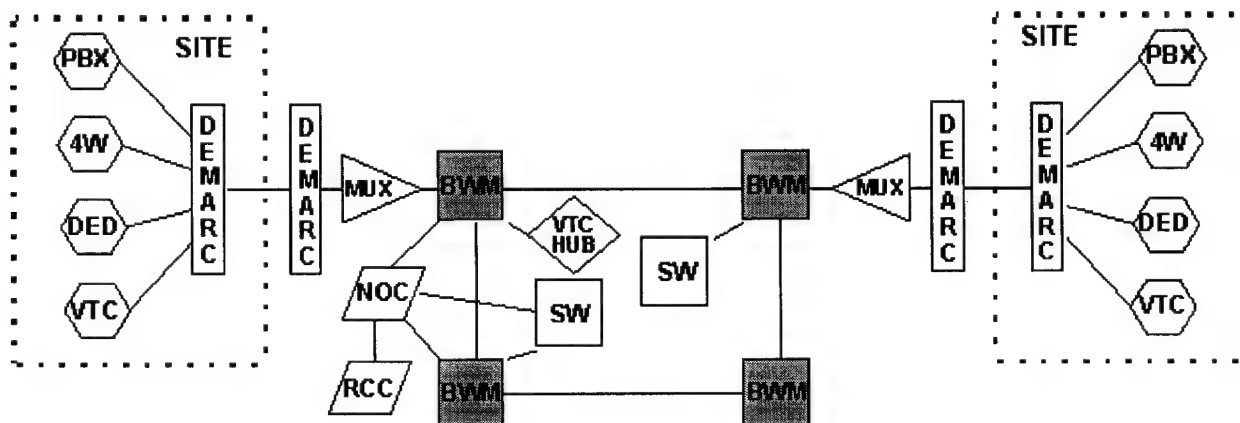 SITE
PBX
4W
DED
VTC
DEMARC
DEMARC
MUX
BWM
VTC
HUB
NOC
SW
RCC
BWM
BWM
SW
BWM
MUX
DEMARC
DEMARC
SITE
PBX
4W
DED
VTC